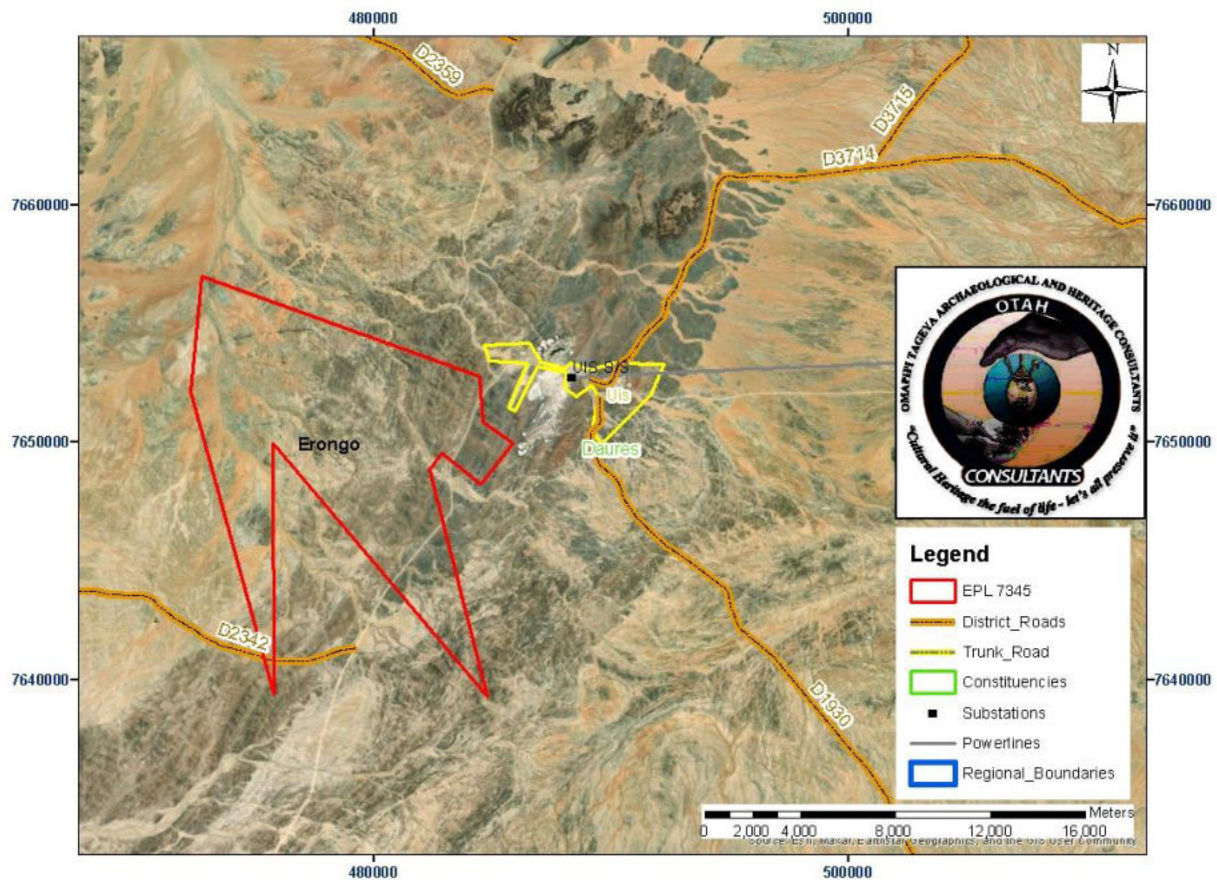 480000 500000
N
D2359
D3715
D3714
7660000 7660000
OMAPIPI TAGEYA ARCHAEOLOGICAL AND HERITAGE CONSULTANTS
OTAH
CONSULTANTS
"Cultural Heritage the fuel of life - let's all preserve it"
UIS S/S
Uis
7650000 7650000
Erongo
Daures
D2342
7640000 7640000
D1930
Legend
EPL 7345
District_Roads
Trunk_Road
Constituencies
Substations
Powerlines
Regional_Boundaries
Meters
0 2,000 4,000 8,000 12,000 16,000
Source: Esri, Maxar, Earthstar Geographics, and the GIS User Community
480000 500000